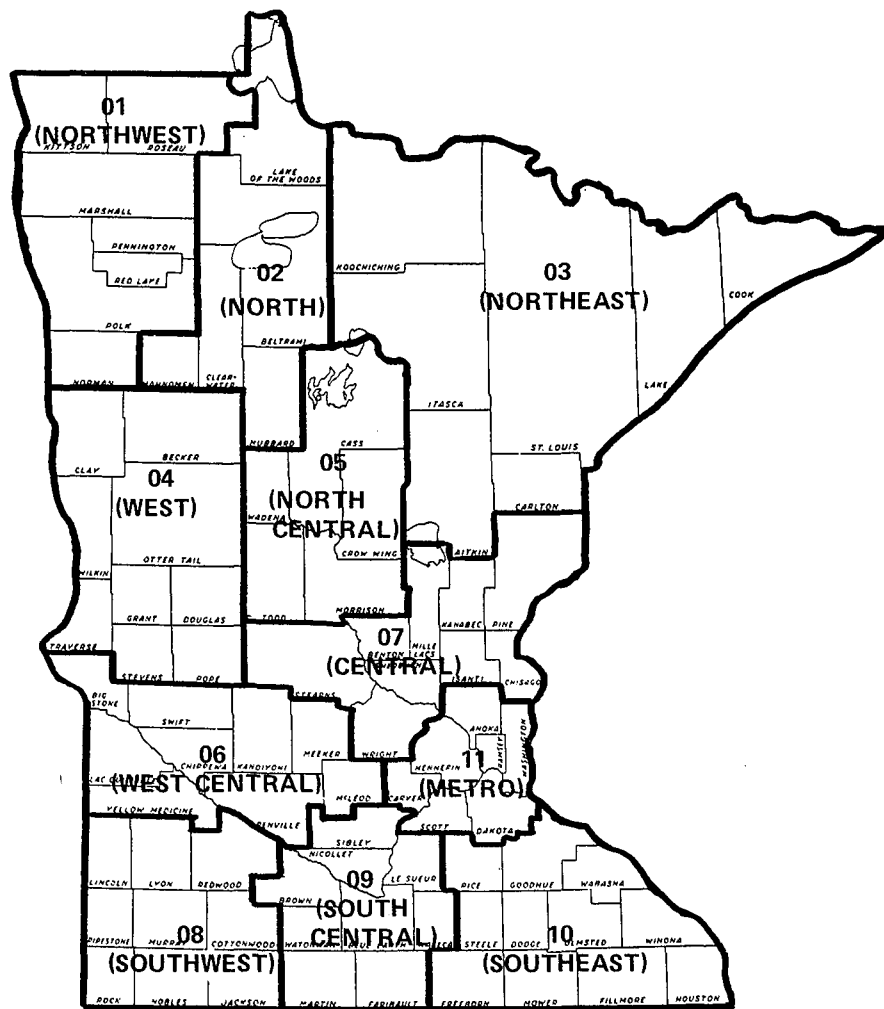 01
(NORTHWEST)
KITTSON ROSEAU
LAKE
OF THE WOODS
MARSHALL
PENNINGTON
RED LAKE
02
(NORTH)
KOOCHICHING
03
(NORTHEAST)
COOK
POLK
BELTRAMI
NORMAN MAHNOMEN
CLEAR-
WATER
LAKE
ITASCA
HUBBARD
CASS
ST. LOUIS
CLAY
BECKER
04
(WEST)
05
(NORTH
CENTRAL)
WADENA
CARLTON
CROW WING
AITKIN
OTTER TAIL
WILKIN
GRANT DOUGLAS
TODD
MORRISON
KANABEC PINE
TRAVERSE
STEVENS POPE
07
(CENTRAL)
BENTON
MILLE
LACS
ISANTI
CHISAGO
STEARNS
BIG
STONE
SWIFT
ANOKA
RAMSEY
WASHINGTON
06
(WEST CENTRAL)
CHIPPEWA KANDIYOHI
MEEKER
WRIGHT
HENNEPIN
11
(METRO)
YELLOW MEDICINE
RENVILLE
MCLEOD
CARVER
SCOTT
DAKOTA
SIBLEY
NICOLLET
LE SUEUR
LINCOLN LYON REDWOOD
09
(SOUTH
CENTRAL)
BROWN
RICE GOODHUE
WABASHA
PIPESTONE MURRAY COTTONWOOD
08
(SOUTHWEST)
STEELE DODGE OLMSTED WINONA
10
(SOUTHEAST)
ROCK NOBLES JACKSON MARTIN FARIBAULT FREEBORN MOWER FILLMORE HOUSTON